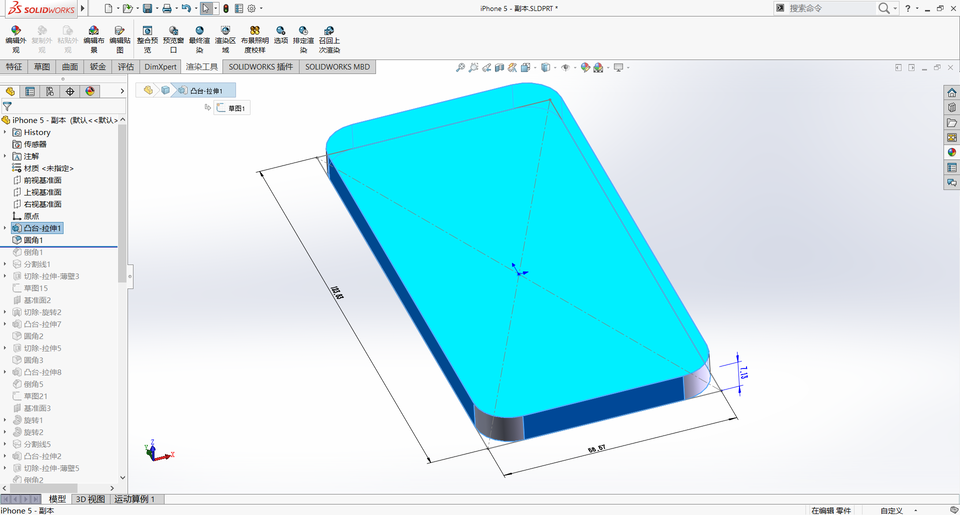 SOLIDWORKS
iPhone 5 - 副本.SLDPRT *
搜索命令
编辑外观
复制外观
粘贴外观
编辑布景
编辑贴图
整合预览
预览窗口
最终渲染
渲染区域
布景照明度校样
选项
排定渲染
召回上次渲染
特征 草图 曲面 钣金 评估 DimXpert 渲染工具 SOLIDWORKS 插件 SOLIDWORKS MBD
凸台-拉伸1
草图1
iPhone 5 - 副本 (默认<<默认>
History
传感器
注解
材质 <未指定>
前视基准面
上视基准面
右视基准面
原点
凸台-拉伸1
圆角1
倒角1
分割线1
切除-拉伸-薄壁3
草图15
基准面2
切除-旋转2
凸台-拉伸7
圆角2
切除-拉伸5
圆角3
凸台-拉伸8
倒角5
草图21
基准面3
旋转1
旋转2
分割线5
凸台-拉伸2
切除-拉伸-薄壁5
倒角2
7.13
模型 3D 视图 运动算例 1
iPhone 5 - 副本
在编辑 零件
自定义